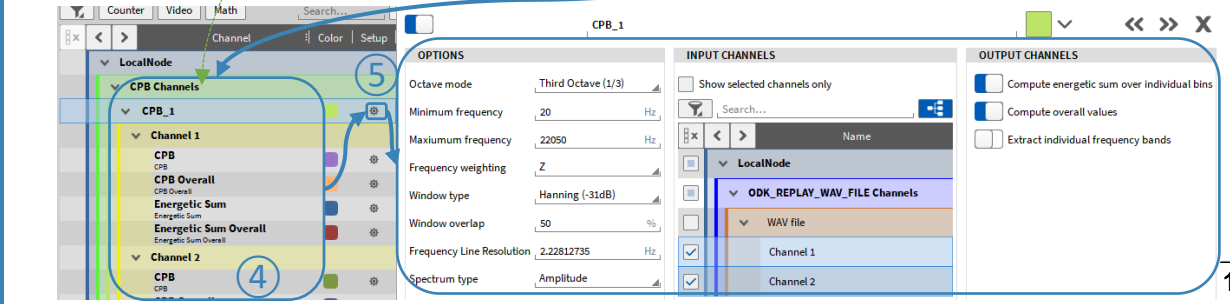 Counter Video Math Search...
Channel Color Setup
LocalNode
CPB Channels
CPB_1
Channel 1
CPB
CPB
CPB Overall
CPB Overall
Energetic Sum
Energetic Sum
Energetic Sum Overall
Energetic Sum Overall
Channel 2
CPB
CPB
④
⑤
CPB_1
X
OPTIONS
Octave mode Third Octave (1/3)
Minimum frequency 20 Hz
Maxiumum frequency 22050 Hz
Frequency weighting Z
Window type Hanning (-31dB)
Window overlap 50 %
Frequency Line Resolution 2.22812735 Hz
Spectrum type Amplitude
INPUT CHANNELS
Show selected channels only
Search...
Name
LocalNode
ODK_REPLAY_WAV_FILE Channels
WAV file
Channel 1
Channel 2
OUTPUT CHANNELS
Compute energetic sum over individual bins
Compute overall values
Extract individual frequency bands